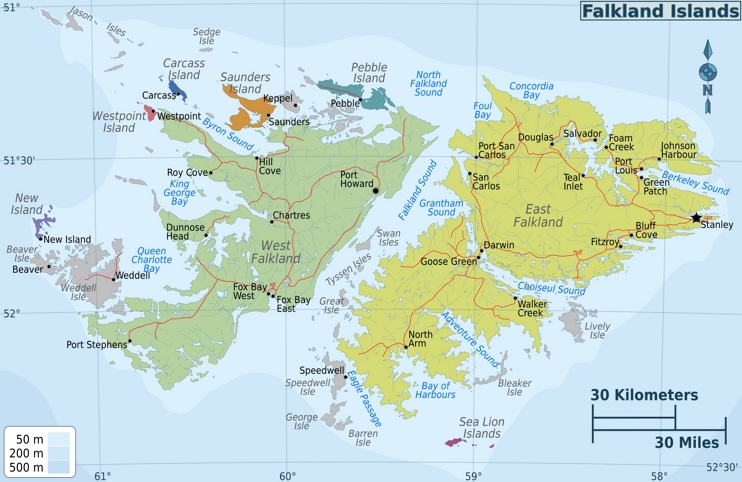 51°
Falkland Islands
Jason Isles
Sedge
Isle
Carcass
Island
Saunders
Island
Pebble
Island
North
Falkland
Sound
Concordia
Bay
N
Carcass
Keppel
Pebble
Foul
Bay
Westpoint
Westpoint
Island
Saunders
Byron Sound
Douglas
Salvador
Foam
Creek
Johnson
Harbour
Port San
Carlos
51°30'
Hill
Cove
Roy Cove
King
George
Bay
Port
Howard
San
Carlos
Teal
Inlet
Port
Louis
Green
Patch
Berkeley Sound
Falkland Sound
Grantham
Sound
East
Falkland
New
Island
New Island
Chartres
Dunnose
Head
Stanley
Bluff
Cove
Fitzroy
Swan
Isles
West
Falkland
Darwin
Goose Green
Beaver
Isle
Beaver
Queen
Charlotte
Bay
Weddell
Weddell
Isle
Tyssen Isles
Fox Bay
West
Fox Bay
East
Great
Isle
Choiseul Sound
Walker
Creek
52°
Lively
Isle
Adventure Sound
North
Arm
Port Stephens
Speedwell
Speedwell
Isle
Eagle Passage
Bay of
Harbours
Bleaker
Isle
George
Isle
Barren
Isle
Sea Lion
Islands
30 Kilometers
30 Miles
50 m
200 m
500 m
61°
60°
59°
58°
52°30'